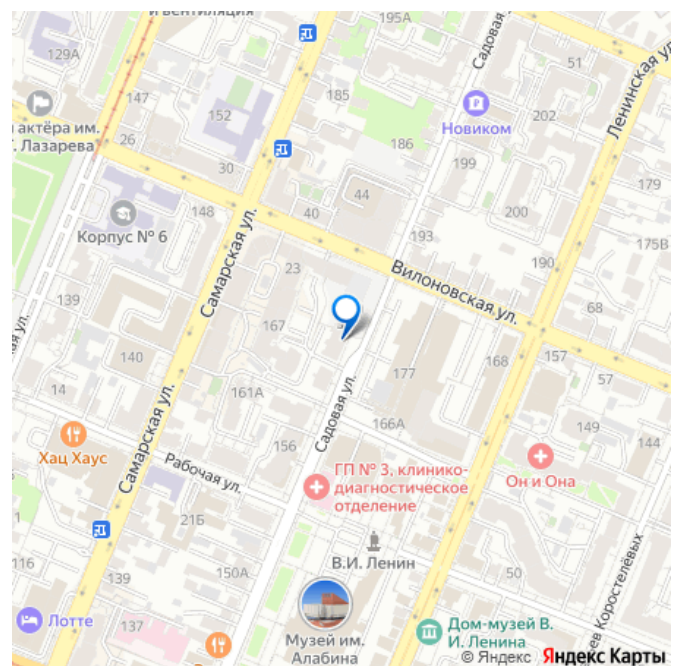 и вентиляция
195А
129А
51
Садовая ул.
Ленинская ул.
147
152
185
202
Новиком
актёра им.
. Лазарева
26
186
199
179
30
44
Корпус № 6
148
40
200
193
175В
23
Вилоновская ул.
190
Самарская ул.
139
68
167
140
177
168
157
57
14
161А
166А
149
144
Садовая ул.
156
Хац Хаус
Самарская ул.
Рабочая ул.
ГП № 3, клинико-
диагностическое
отделение
Он и Она
21Б
116
В.И. Ленин
139
150А
50
Лотте
137
Музей им.
Алабина
Дом-музей В.
И. Ленина
ев Коростелёвых
© Яндекс Яндекс Карты